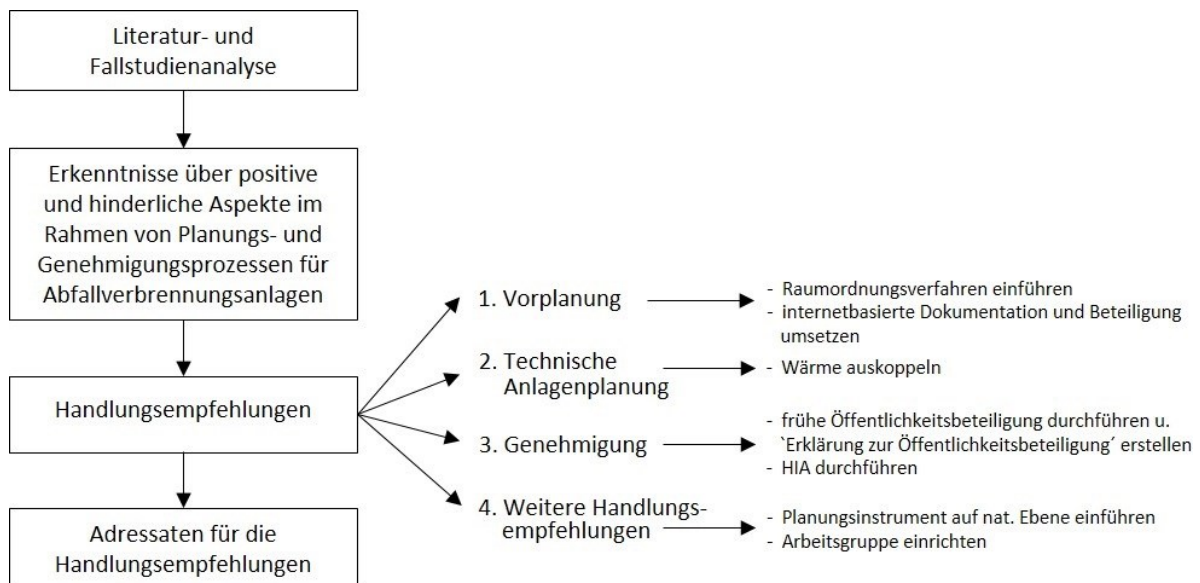 Literatur- und
Fallstudienanalyse
Erkenntnisse über positive
und hinderliche Aspekte im
Rahmen von Planungs- und
Genehmigungsprozessen für
Abfallverbrennungsanlagen
Handlungsempfehlungen
Adressaten für die
Handlungsempfehlungen
1. Vorplanung
- Raumordnungsverfahren einführen
- internetbasierte Dokumentation und Beteiligung
umsetzen
2. Technische
Anlagenplanung
- Wärme auskoppeln
3. Genehmigung
- frühe Öffentlichkeitsbeteiligung durchführen u.
`Erklärung zur Öffentlichkeitsbeteiligung´ erstellen
- HIA durchführen
4. Weitere Handlungs-
empfehlungen
- Planungsinstrument auf nat. Ebene einführen
- Arbeitsgruppe einrichten